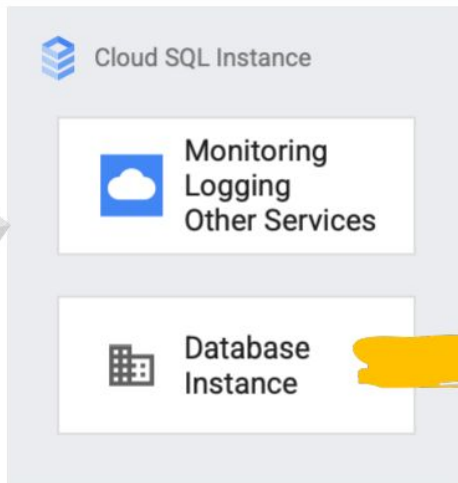 Cloud SQL Instance
Monitoring
Logging
Other Services
Database
Instance